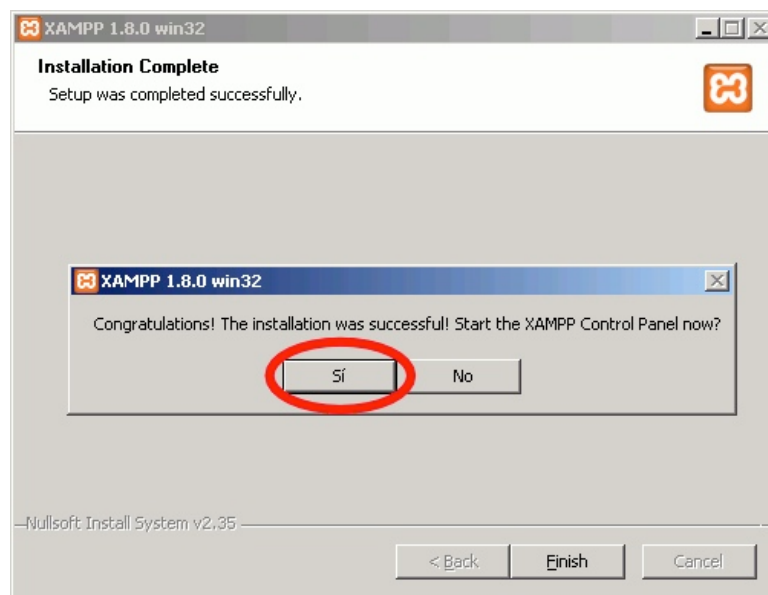 XAMPP 1.8.0 win32
Installation Complete
Setup was completed successfully.
XAMPP 1.8.0 win32
Congratulations! The installation was successful! Start the XAMPP Control Panel now?
Sí No
Nullsoft Install System v2.35
< Back Finish Cancel